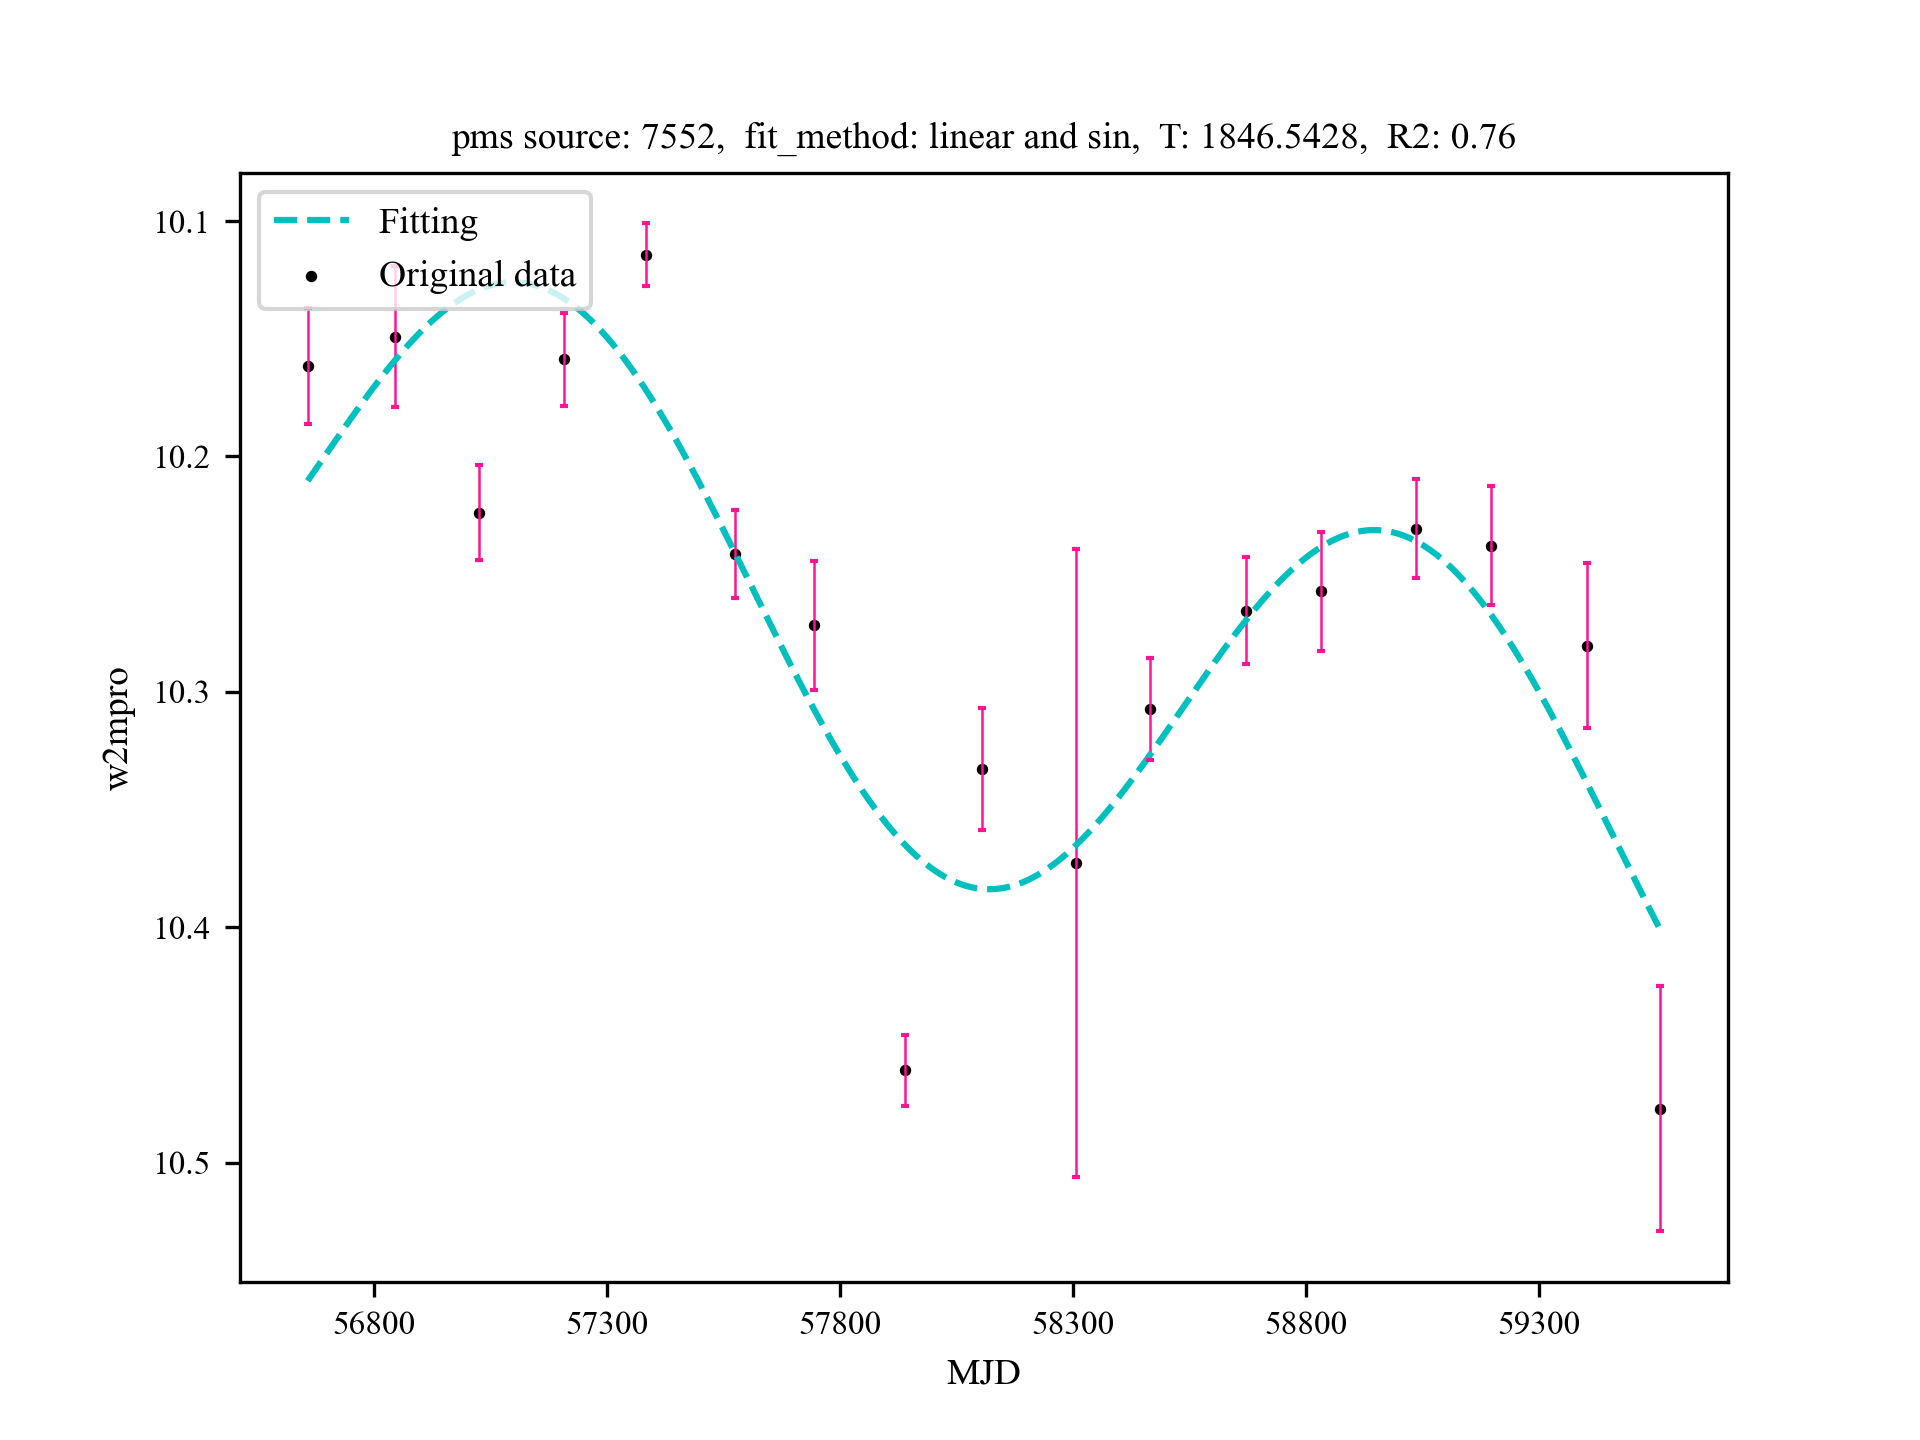 pms source: 7552,  fit_method: linear and sin,  T: 1846.5428,  R2: 0.76
Fitting
Original data
10.1
10.2
10.3
10.4
10.5
w2mpro
56800
57300
57800
58300
58800
59300
MJD